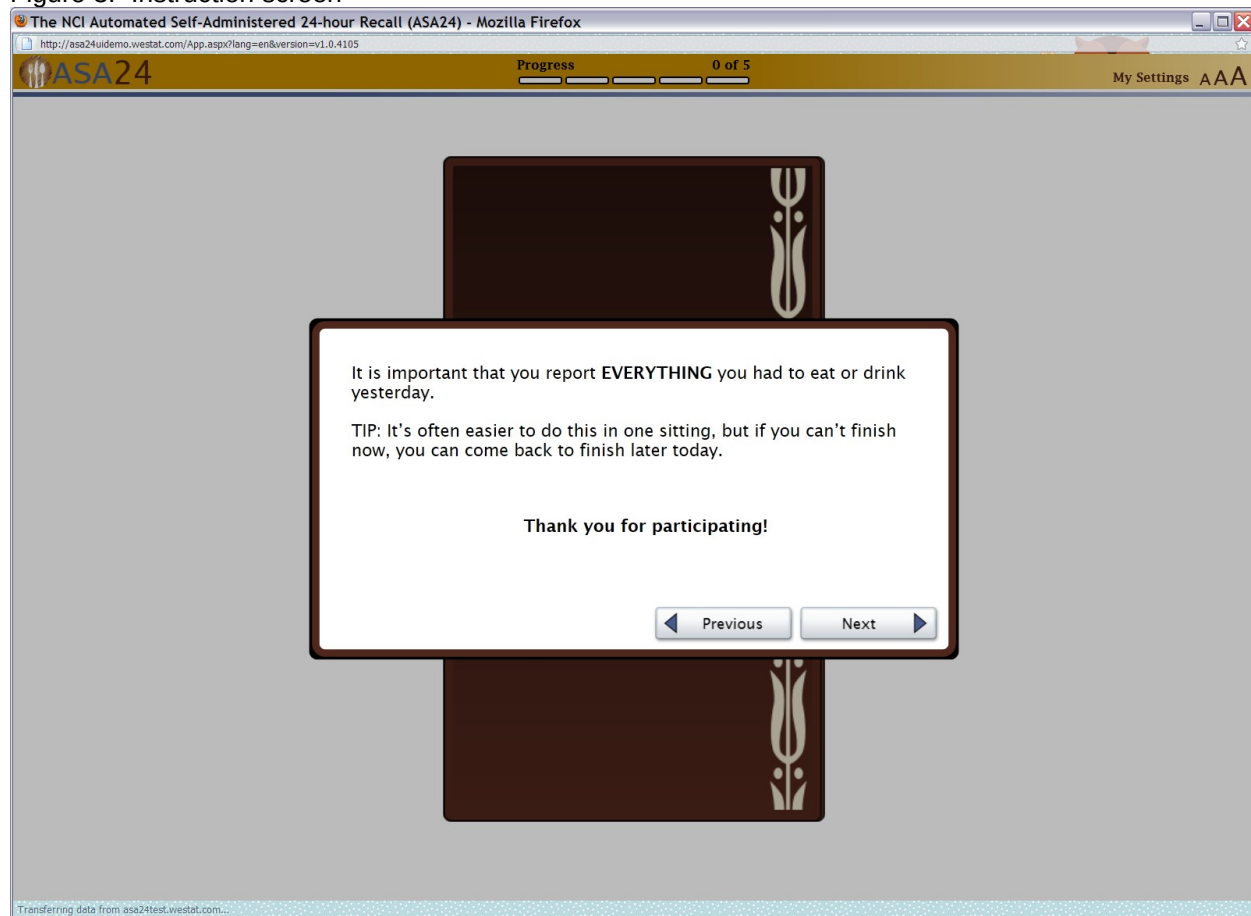 The NCI Automated Self-Administered 24-hour Recall (ASA24) - Mozilla Firefox
http://asa24uidemo.westat.com/App.aspx?lang=en&version=v1.0.4105
ASA24
Progress 0 of 5
My Settings A A A
It is important that you report EVERYTHING you had to eat or drink
yesterday.
TIP: It's often easier to do this in one sitting, but if you can't finish
now, you can come back to finish later today.
Thank you for participating!
Previous Next
Transferring data from asa24test.westat.com...